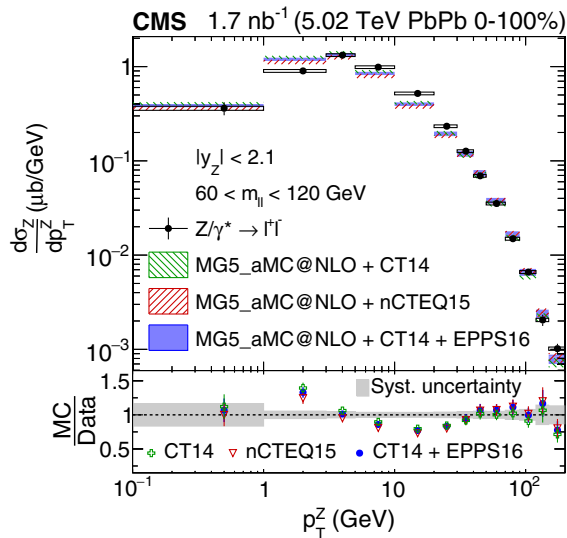 CMS 1.7 nb⁻¹ (5.02 TeV PbPb 0-100%)
dσ_Z/dp_T^Z (μb/GeV)
1
10⁻¹
10⁻²
10⁻³
|y_Z| < 2.1
60 < m_ll < 120 GeV
Z/γ* → l⁺l⁻
MG5_aMC@NLO + CT14
MG5_aMC@NLO + nCTEQ15
MG5_aMC@NLO + CT14 + EPPS16
MC/Data
1.5
1.25
1
0.75
Syst. uncertainty
CT14 nCTEQ15 CT14 + EPPS16
10⁻¹ 1 10 10²
p_T^Z (GeV)